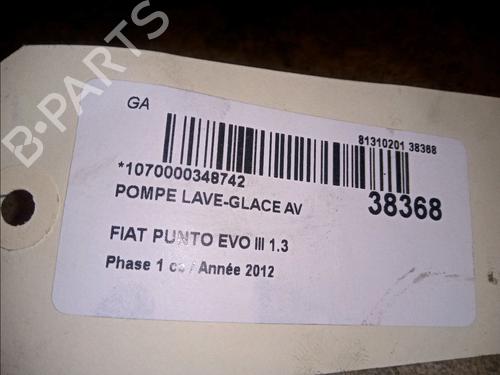 B-PARTS
GA
81310201 38368
*1070000348742
POMPE LAVE-GLACE AV
38368
FIAT PUNTO EVO III 1.3
Phase 1 / Année 2012